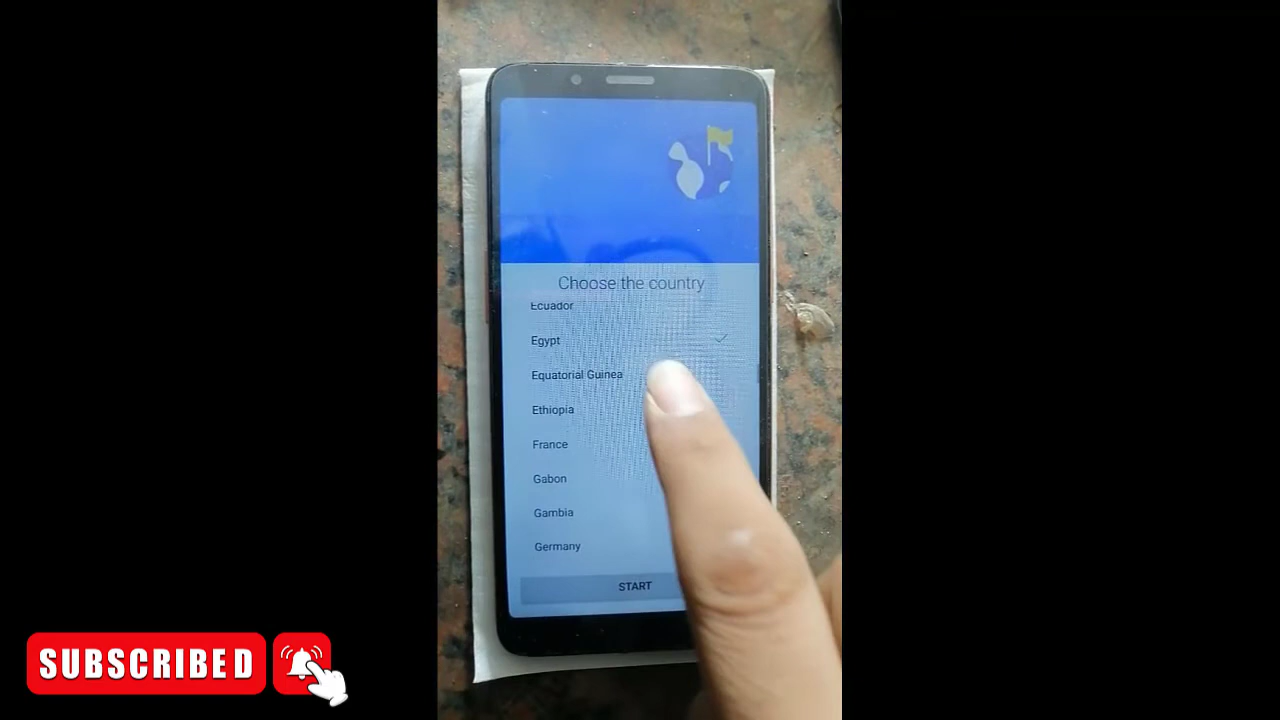 Choose the country
Ecuador
Egypt
Equatorial Guinea
Ethiopia
France
Gabon
Gambia
Germany
START
SUBSCRIBED